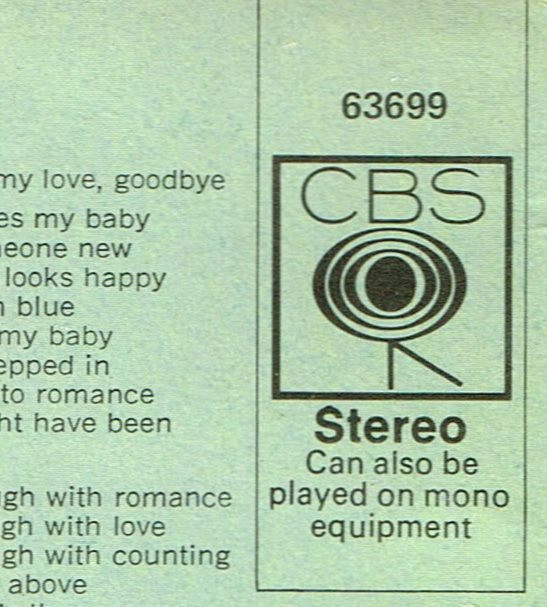 63699
CBS
Stereo
Can also be
played on mono
equipment
my love, goodbye
es my baby
eone new
looks happy
blue
my baby
epped in
to romance
ht have been
gh with romance
gh with love
gh with counting
above